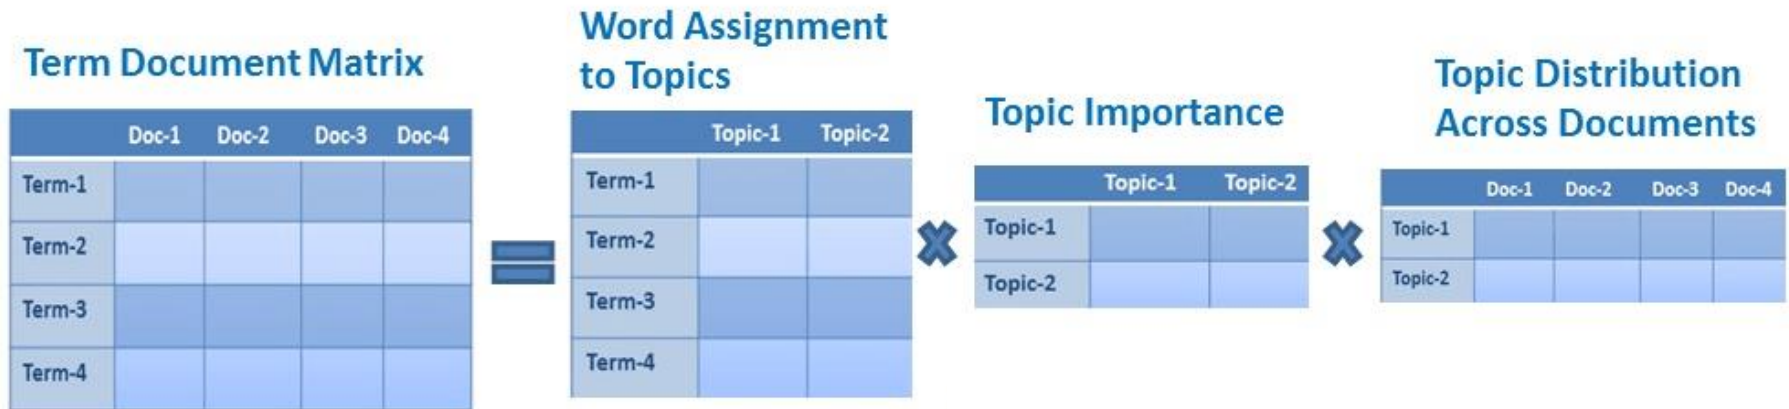 Term Document Matrix
Doc-1 Doc-2 Doc-3 Doc-4
Term-1
Term-2
Term-3
Term-4
Word Assignment
to Topics
Topic-1 Topic-2
Term-1
Term-2
Term-3
Term-4
Topic Importance
Topic-1 Topic-2
Topic-1
Topic-2
Topic Distribution
Across Documents
Doc-1 Doc-2 Doc-3 Doc-4
Topic-1
Topic-2